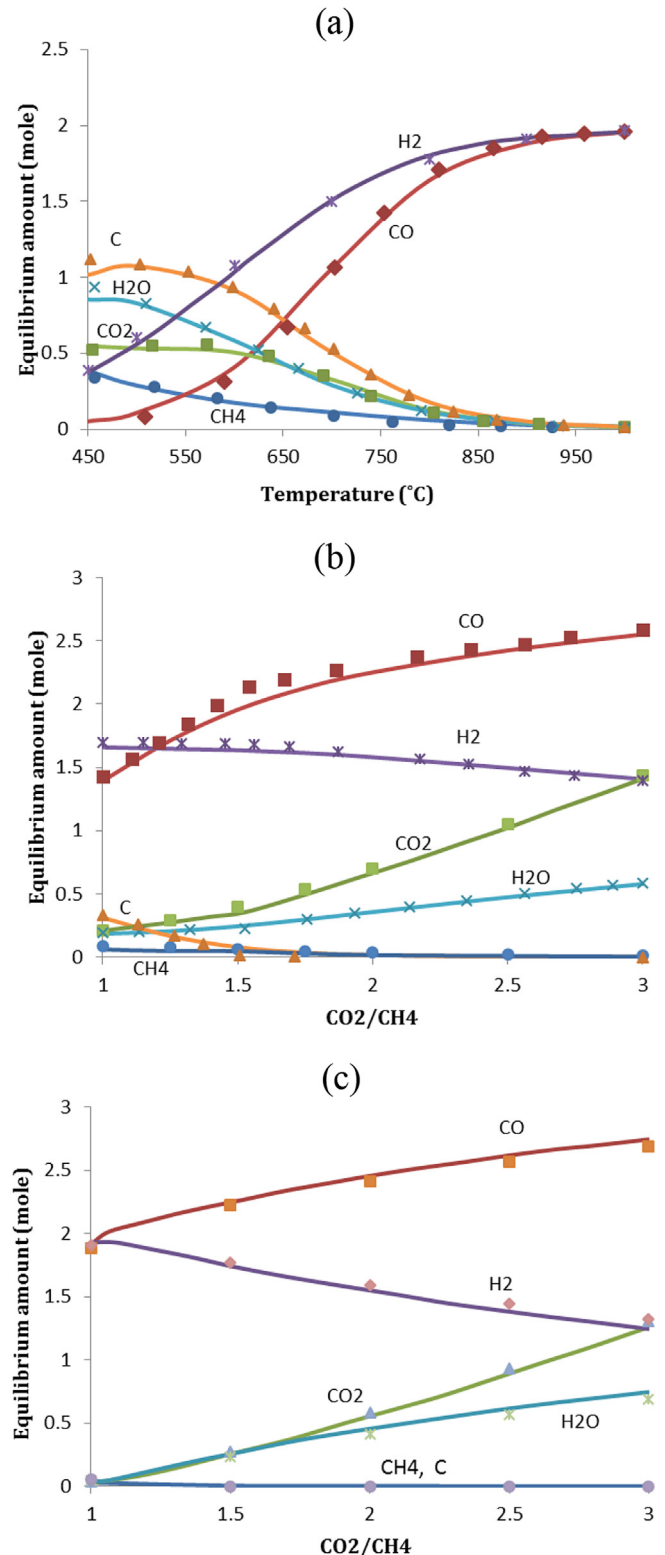 (a)
2.5
2
1.5
1
0.5
0
Equilibrium amount (mole)
H2
CO
C
H2O
CO2
CH4
450 550 650 750 850 950
Temperature (˚C)
(b)
3
2.5
2
1.5
1
0.5
0
Equilibrium amount (mole)
CO
H2
CO2
H2O
C
CH4
1 1.5 2 2.5 3
CO2/CH4
(c)
3
2.5
2
1.5
1
0.5
0
Equilibrium amount (mole)
CO
H2
CO2
H2O
CH4, C
1 1.5 2 2.5 3
CO2/CH4